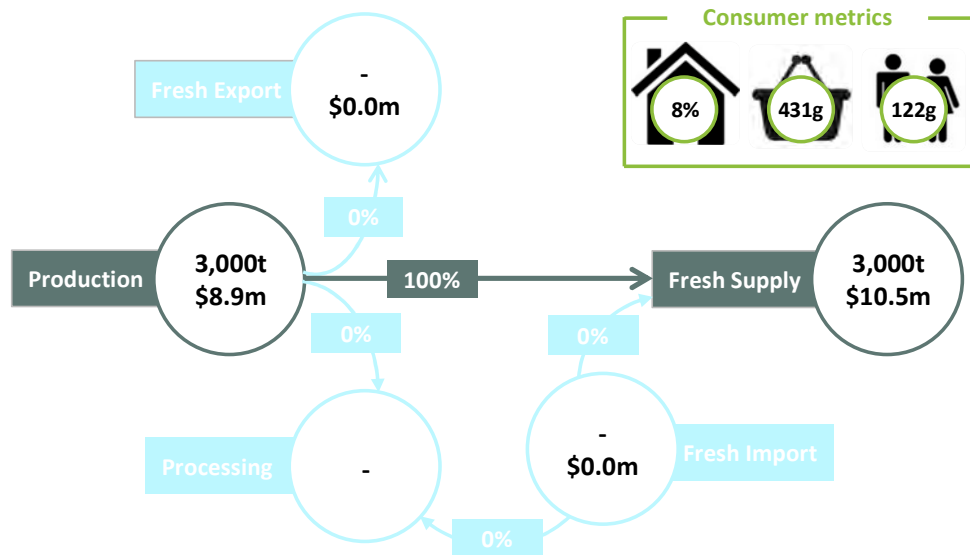 Consumer metrics
8%
431g
122g
Fresh Export
-
$0.0m
0%
Production
3,000t
$8.9m
100%
Fresh Supply
3,000t
$10.5m
0%
0%
Processing
-
-
$0.0m
Fresh Import
0%